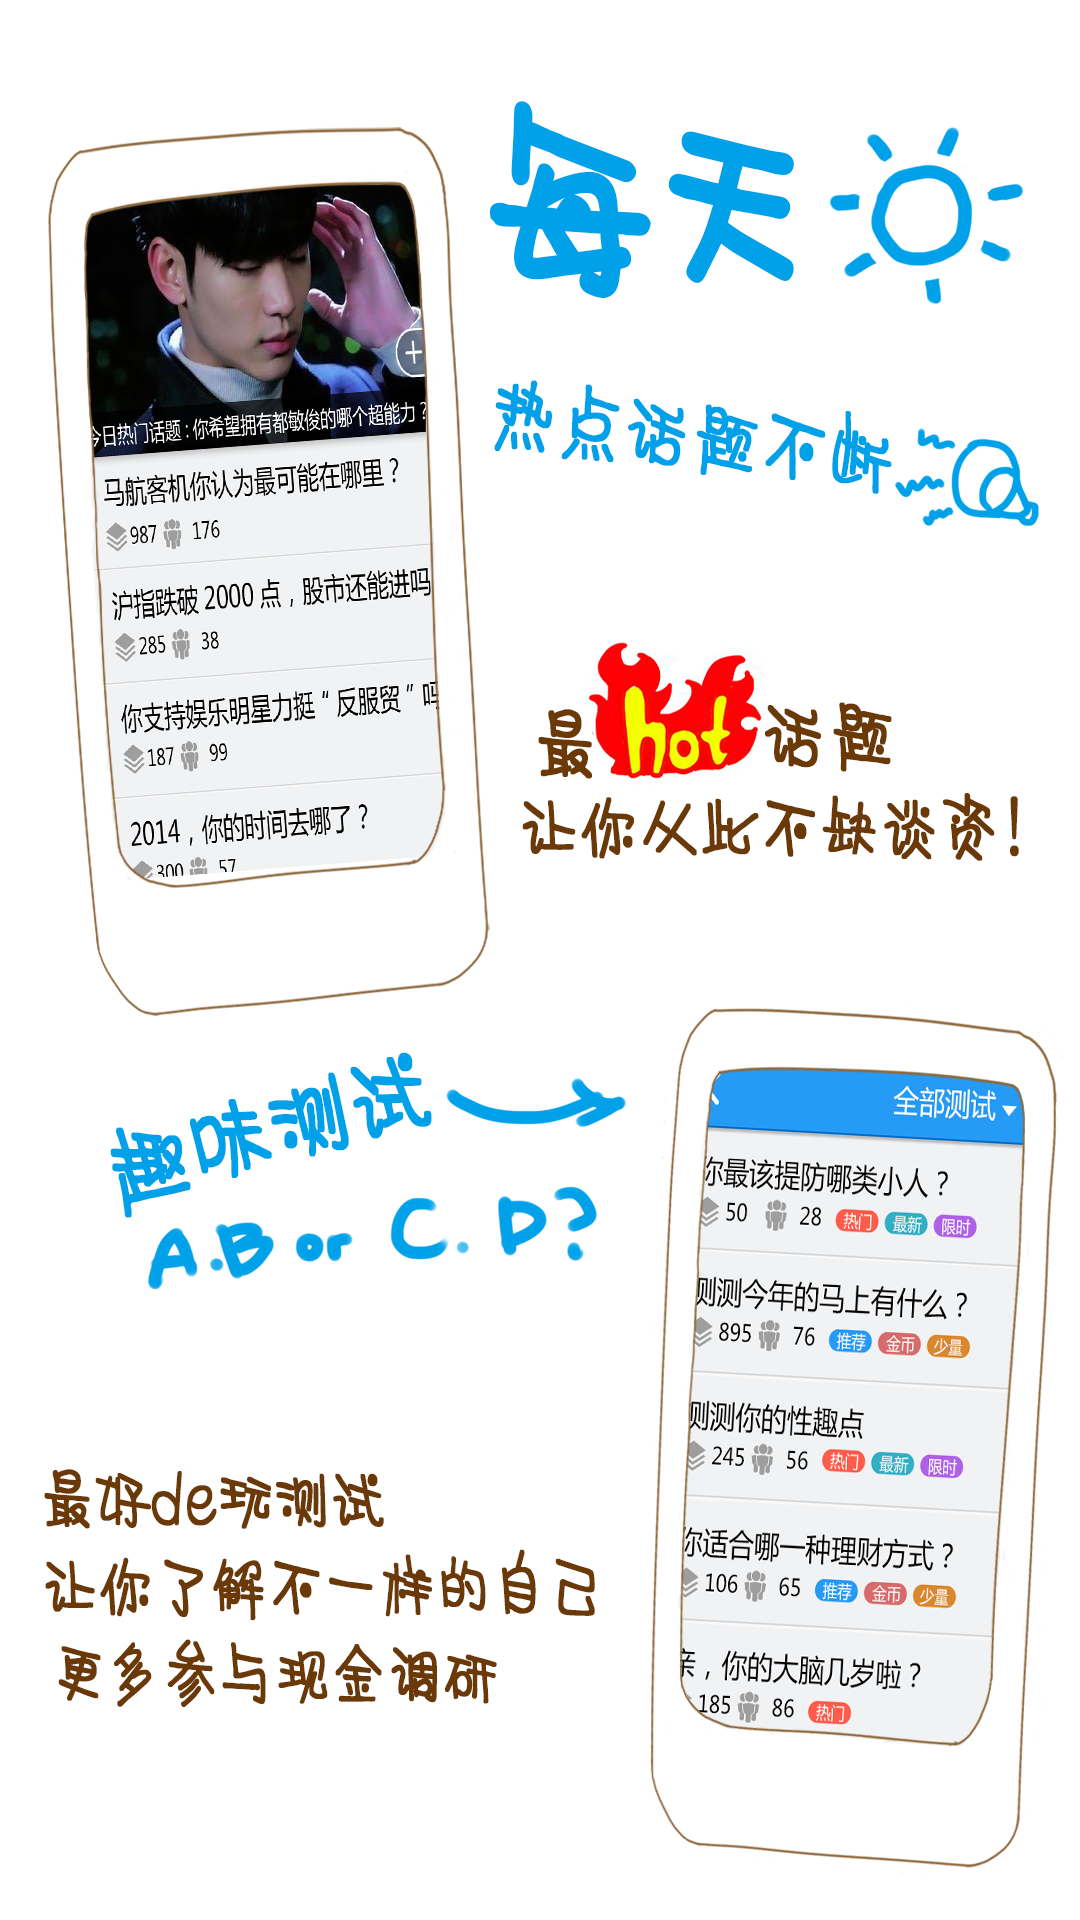 每天
热点话题不断
今日热门话题：你希望拥有都敏俊的哪个超能力？
马航客机你认为最可能在哪里？
987 176
沪指跌破 2000 点，股市还能进吗
285 38
你支持娱乐明星力挺“反服贸”吗
187 99
2014，你的时间去哪了？
300 57
最hot话题
让你从此不缺谈资！
趣味测试
A.B or C.D?
全部测试
你最该提防哪类小人？
50 28 热门 最新 限时
测测今年的马上有什么？
895 76 推荐 金币 少量
测测你的性趣点
245 56 热门 最新 限时
你适合哪一种理财方式？
106 65 推荐 金币 少量
亲，你的大脑几岁啦？
185 86 热门
最好de玩测试
让你了解不一样的自己
更多参与现金调研